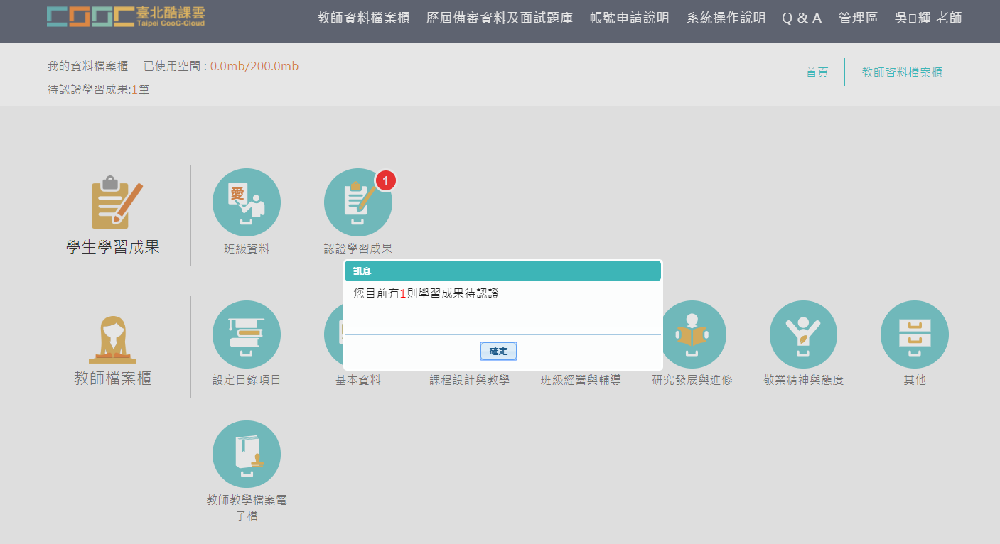 臺北酷課雲
Taipei CooC-Cloud
教師資料檔案櫃 歷屆備審資料及面試題庫 帳號申請說明 系統操作說明 Q & A 管理區 吳▯輝 老師
我的資料檔案櫃 已使用空間 : 0.0mb/200.0mb
待認證學習成果:1筆
首頁 教師資料檔案櫃
愛
1
學生學習成果
班級資料 認證學習成果
訊息
您目前有1則學習成果待認證
確定
教師檔案櫃
設定目錄項目 基本資料 課程設計與教學 班級經營與輔導 研究發展與進修 敬業精神與態度 其他
教師教學檔案電
子檔